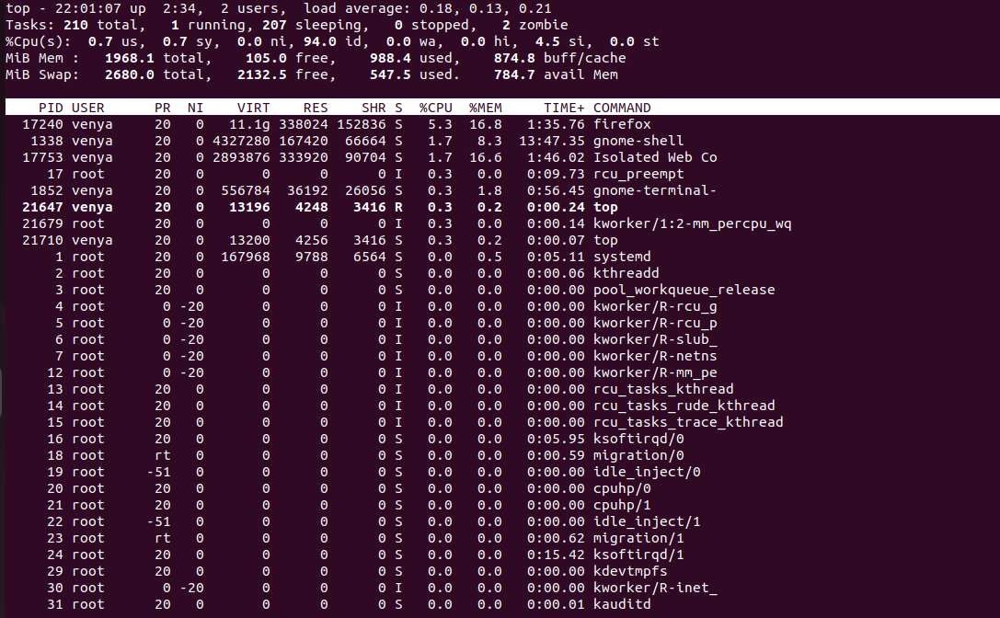 top - 22:01:07 up  2:34,  2 users,  load average: 0.18, 0.13, 0.21
Tasks: 210 total,   1 running, 207 sleeping,   0 stopped,   2 zombie
%Cpu(s):  0.7 us,  0.7 sy,  0.0 ni, 94.0 id,  0.0 wa,  0.0 hi,  4.5 si,  0.0 st
MiB Mem :   1968.1 total,    105.0 free,    988.4 used,    874.8 buff/cache
MiB Swap:   2680.0 total,   2132.5 free,    547.5 used.    784.7 avail Mem
    PID USER      PR  NI    VIRT    RES    SHR S  %CPU  %MEM     TIME+ COMMAND
  17240 venya     20   0   11.1g 338024 152836 S   5.3  16.8   1:35.76 firefox
   1338 venya     20   0 4327280 167420  66664 S   1.7   8.3  13:47.35 gnome-shell
  17753 venya     20   0 2893876 333920  90704 S   1.7  16.6   1:46.02 Isolated Web Co
     17 root      20   0       0      0      0 I   0.3   0.0   0:09.73 rcu_preempt
   1852 venya     20   0  556784  36192  26056 S   0.3   1.8   0:56.45 gnome-terminal-
  21647 venya     20   0   13196   4248   3416 R   0.3   0.2   0:00.24 top
  21679 root      20   0       0      0      0 I   0.3   0.0   0:00.14 kworker/1:2-mm_percpu_wq
  21710 venya     20   0   13200   4256   3416 S   0.3   0.2   0:00.07 top
      1 root      20   0  167968   9788   6564 S   0.0   0.5   0:05.11 systemd
      2 root      20   0       0      0      0 S   0.0   0.0   0:00.06 kthreadd
      3 root      20   0       0      0      0 S   0.0   0.0   0:00.00 pool_workqueue_release
      4 root       0 -20       0      0      0 I   0.0   0.0   0:00.00 kworker/R-rcu_g
      5 root       0 -20       0      0      0 I   0.0   0.0   0:00.00 kworker/R-rcu_p
      6 root       0 -20       0      0      0 I   0.0   0.0   0:00.00 kworker/R-slub_
      7 root       0 -20       0      0      0 I   0.0   0.0   0:00.00 kworker/R-netns
     12 root       0 -20       0      0      0 I   0.0   0.0   0:00.00 kworker/R-mm_pe
     13 root      20   0       0      0      0 I   0.0   0.0   0:00.00 rcu_tasks_kthread
     14 root      20   0       0      0      0 I   0.0   0.0   0:00.00 rcu_tasks_rude_kthread
     15 root      20   0       0      0      0 I   0.0   0.0   0:00.00 rcu_tasks_trace_kthread
     16 root      20   0       0      0      0 S   0.0   0.0   0:05.95 ksoftirqd/0
     18 root      rt   0       0      0      0 S   0.0   0.0   0:00.59 migration/0
     19 root     -51   0       0      0      0 S   0.0   0.0   0:00.00 idle_inject/0
     20 root      20   0       0      0      0 S   0.0   0.0   0:00.00 cpuhp/0
     21 root      20   0       0      0      0 S   0.0   0.0   0:00.00 cpuhp/1
     22 root     -51   0       0      0      0 S   0.0   0.0   0:00.00 idle_inject/1
     23 root      rt   0       0      0      0 S   0.0   0.0   0:00.62 migration/1
     24 root      20   0       0      0      0 S   0.0   0.0   0:15.42 ksoftirqd/1
     29 root      20   0       0      0      0 S   0.0   0.0   0:00.00 kdevtmpfs
     30 root       0 -20       0      0      0 I   0.0   0.0   0:00.00 kworker/R-inet_
     31 root      20   0       0      0      0 S   0.0   0.0   0:00.01 kauditd